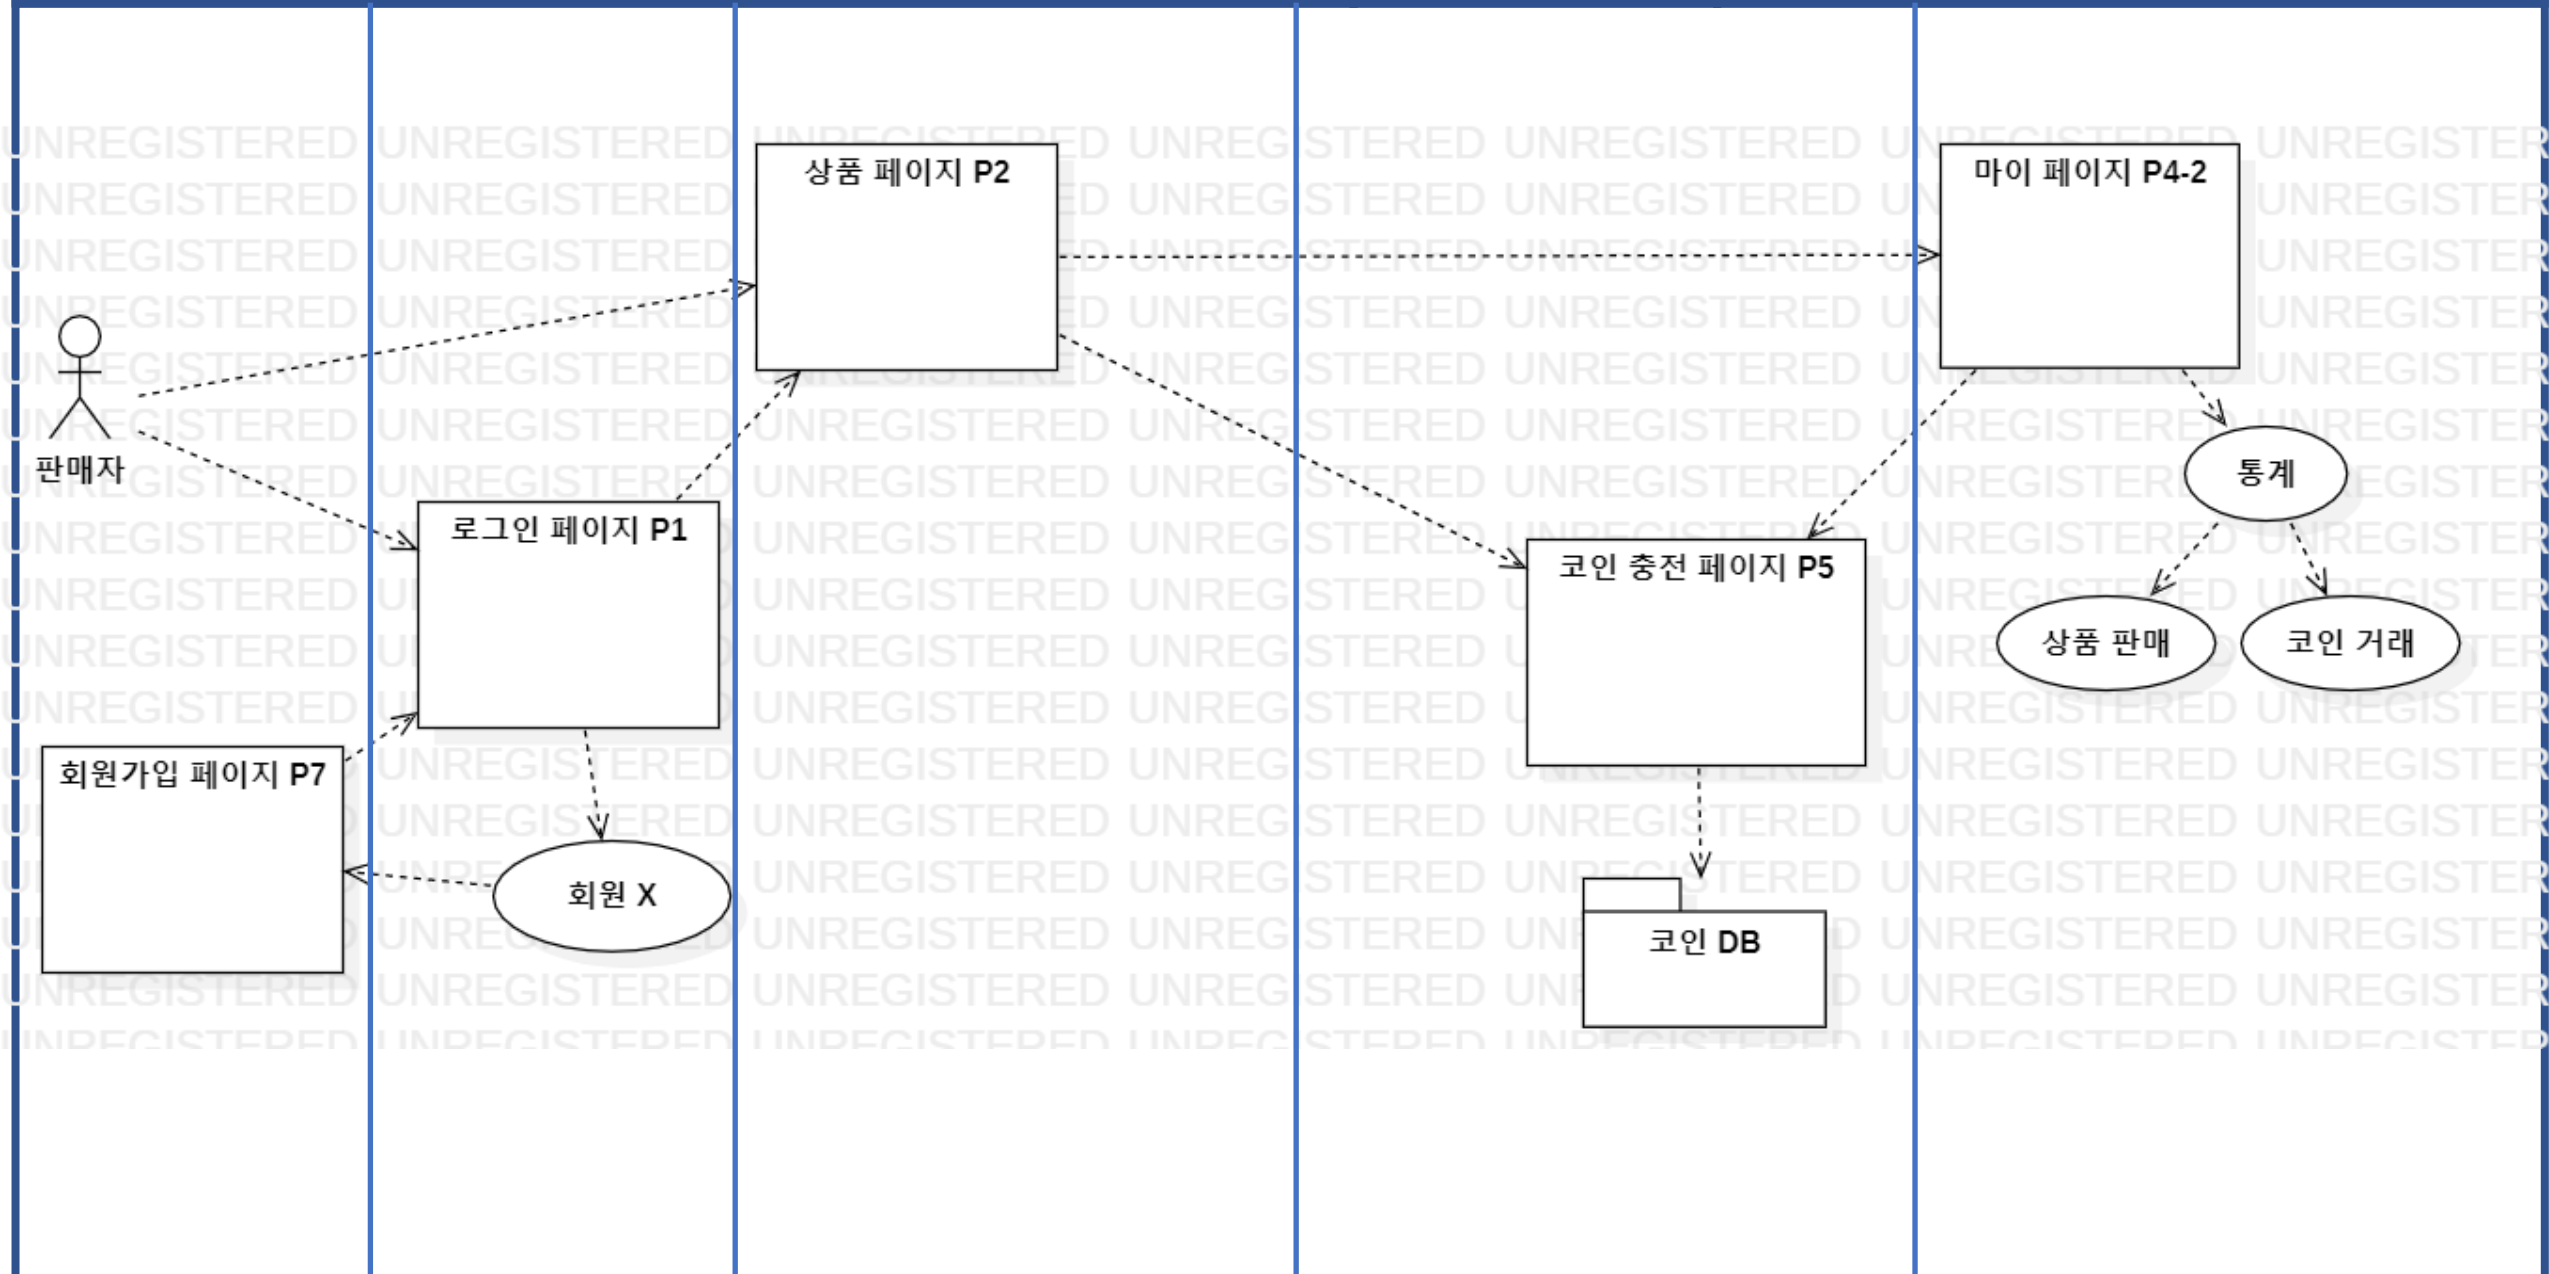 상품 페이지 P2
마이 페이지 P4-2
판매자
통계
로그인 페이지 P1
코인 충전 페이지 P5
상품 판매
코인 거래
회원가입 페이지 P7
회원 X
코인 DB
UNREGISTERED